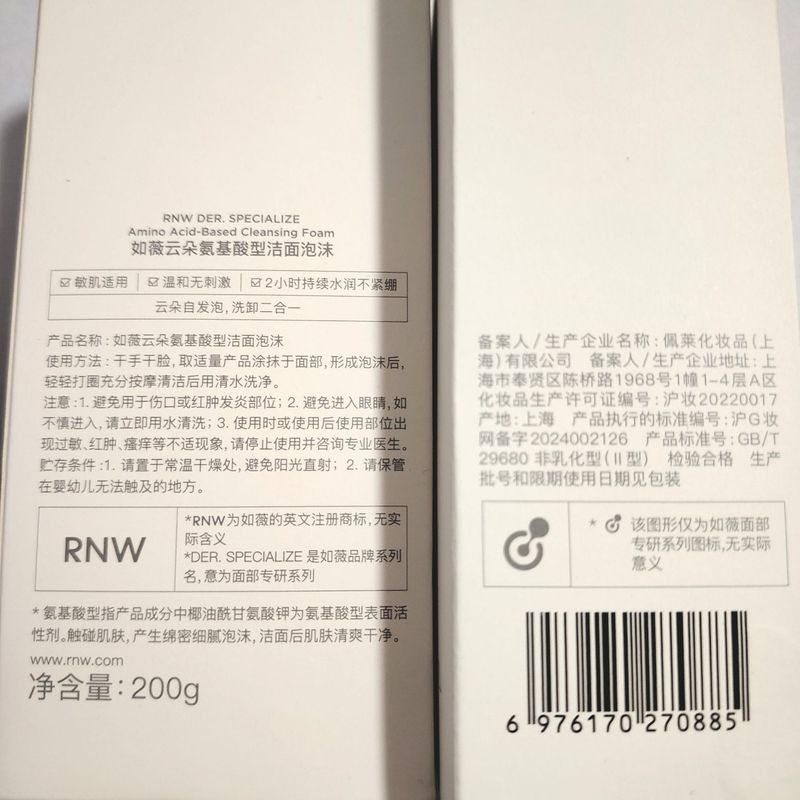 RNW DER. SPECIALIZE
Amino Acid-Based Cleansing Foam
如薇云朵氨基酸型洁面泡沫
☑敏肌适用 ☑温和无刺激 ☑2小时持续水润不紧绷
云朵自发泡,洗卸二合一
产品名称:如薇云朵氨基酸型洁面泡沫
使用方法:干手干脸,取适量产品涂抹于面部,形成泡沫后,
轻轻打圈充分按摩清洁后用清水洗净。
注意:1. 避免用于伤口或红肿发炎部位; 2. 避免进入眼睛,如
不慎进入,请立即用水清洗; 3. 使用时或使用后使用部位出
现过敏、红肿、瘙痒等不适现象,请停止使用并咨询专业医生。
贮存条件:1. 请置于常温干燥处,避免阳光直射; 2. 请保管
在婴幼儿无法触及的地方。
RNW
*RNW为如薇的英文注册商标,无实
际含义
*DER. SPECIALIZE 是如薇品牌系列
名,意为面部专研系列
* 氨基酸型指产品成分中椰油酰甘氨酸钾为氨基酸型表面活
性剂。触碰肌肤,产生绵密细腻泡沫,洁面后肌肤清爽干净。
www.rnw.com
净含量: 200g
备案人/生产企业名称:佩莱化妆品(上
海)有限公司 备案人/生产企业地址:上
海市奉贤区陈桥路1968号1幢1-4层A区
化妆品生产许可证编号:沪妆20220017
产地:上海 产品执行的标准编号:沪G妆
网备字2024002126 产品标准号:GB/T
29680 非乳化型(II型) 检验合格 生产
批号和限期使用日期见包装
* 该图形仅为如薇面部
专研系列图标,无实际
意义
6 976170 270885